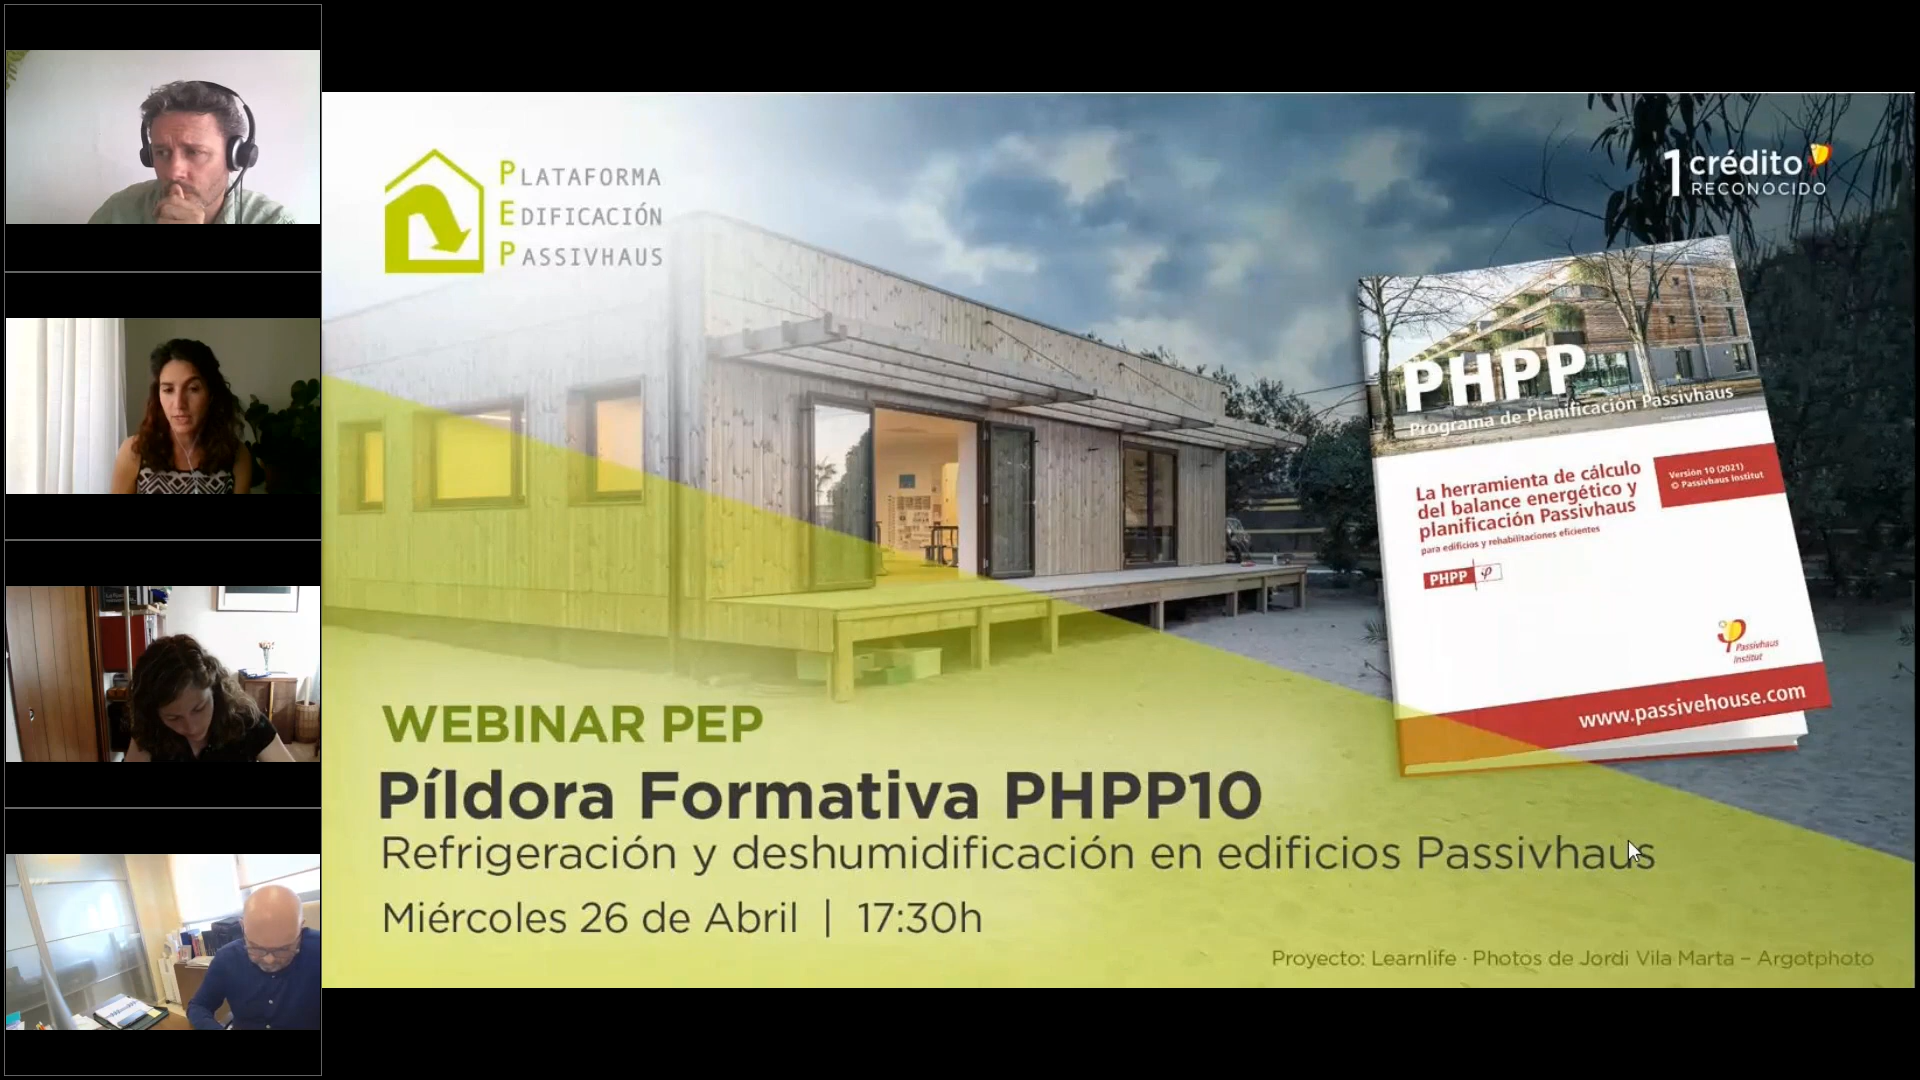 PLATAFORMA
EDIFICACIÓN
PASSIVHAUS
1 crédito
RECONOCIDO
PHPP
Programa de Planificación Passivhaus
La herramienta de cálculo
del balance energético y
planificación Passivhaus
para edificios y rehabilitaciones eficientes
Versión 10 (2021)
© Passivhaus Institut
PHPP
Passivhaus
Institut
www.passivehouse.com
WEBINAR PEP
Píldora Formativa PHPP10
Refrigeración y deshumidificación en edificios Passivhaus
Miércoles 26 de Abril | 17:30h
Proyecto: Learnlife · Photos de Jordi Vila Marta – Argotphoto